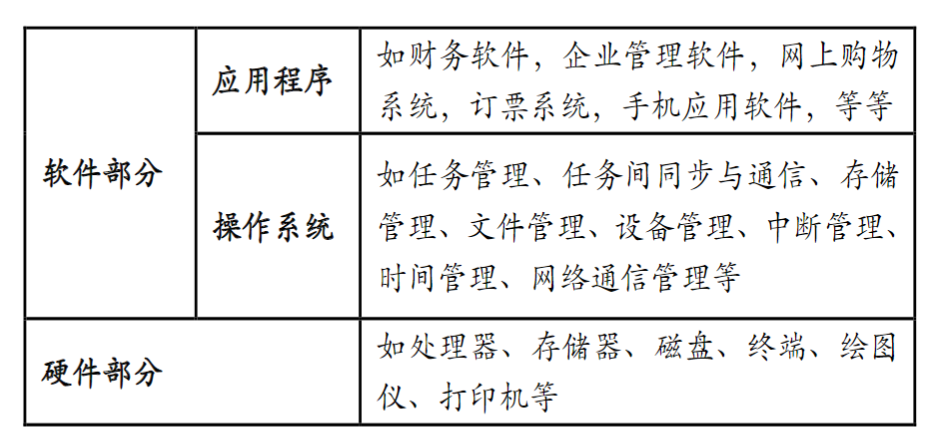 软件部分
应用程序
如财务软件，企业管理软件，网上购物
系统，订票系统，手机应用软件，等等
操作系统
如任务管理、任务间同步与通信、存储
管理、文件管理、设备管理、中断管理、
时间管理、网络通信管理等
硬件部分
如处理器、存储器、磁盘、终端、绘图
仪、打印机等